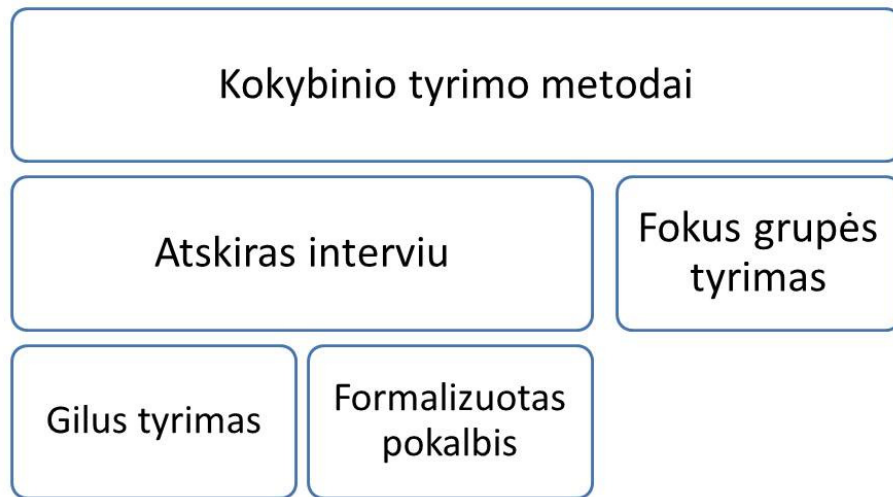 Kokybinio tyrimo metodai
Atskiras interviu
Fokus grupės
tyrimas
Gilus tyrimas
Formalizuotas
pokalbis